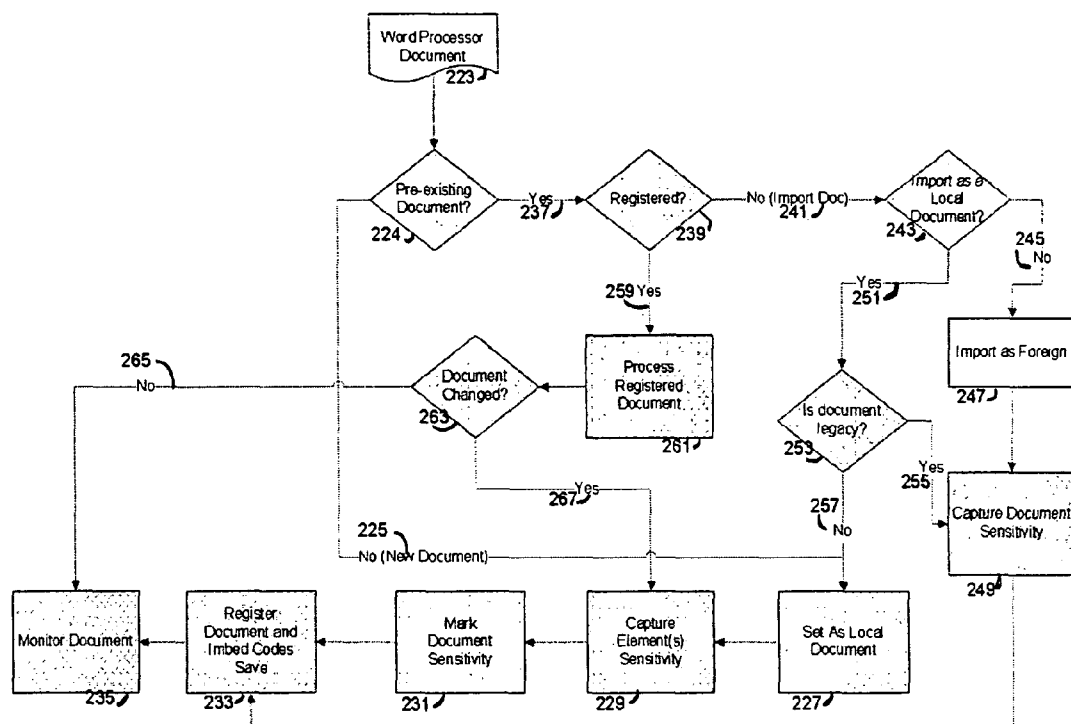 Word Processor
Document
223
Pre-existing
Document?
224
Yes
237
Registered?
239
No (Import Doc)
241
Import as a
Local
Document?
243
245
No
Yes
251
259 Yes
Import as Foreign
247
265
No
Document
Changed?
263
Process
Registered
Document
261
Is document
legacy?
253
Yes
255
Yes
267
257
No
Capture Document
Sensitivity
249
225
No (New Document)
Monitor Document
235
Register
Document and
Imbed Codes
Save
233
Mark
Document
Sensitivity
231
Capture
Element(s)
Sensitivity
229
Set As Local
Document
227